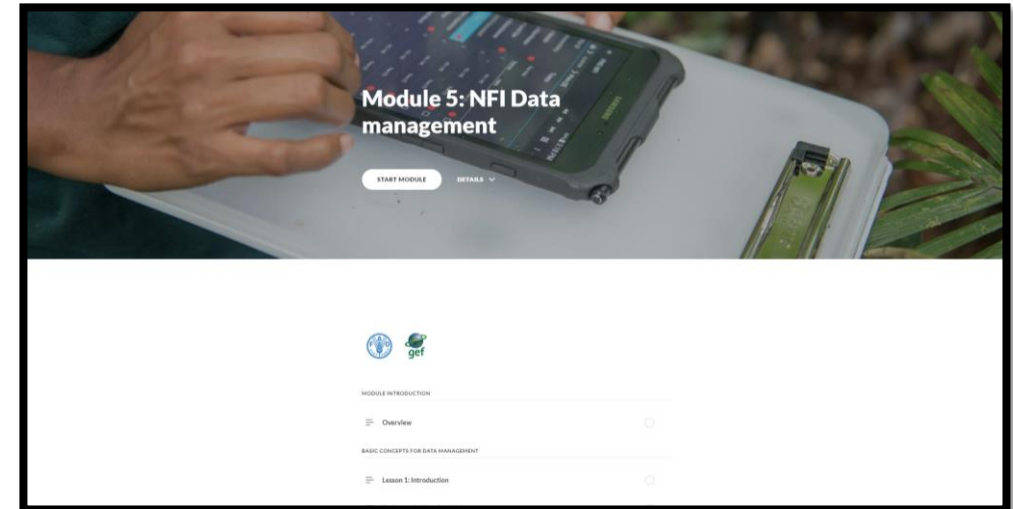 Module 5: NFI Data
management
START MODULE
DETAILS
gef
MODULE INTRODUCTION
Overview
BASIC CONCEPTS FOR DATA MANAGEMENT
Lesson 1: Introduction